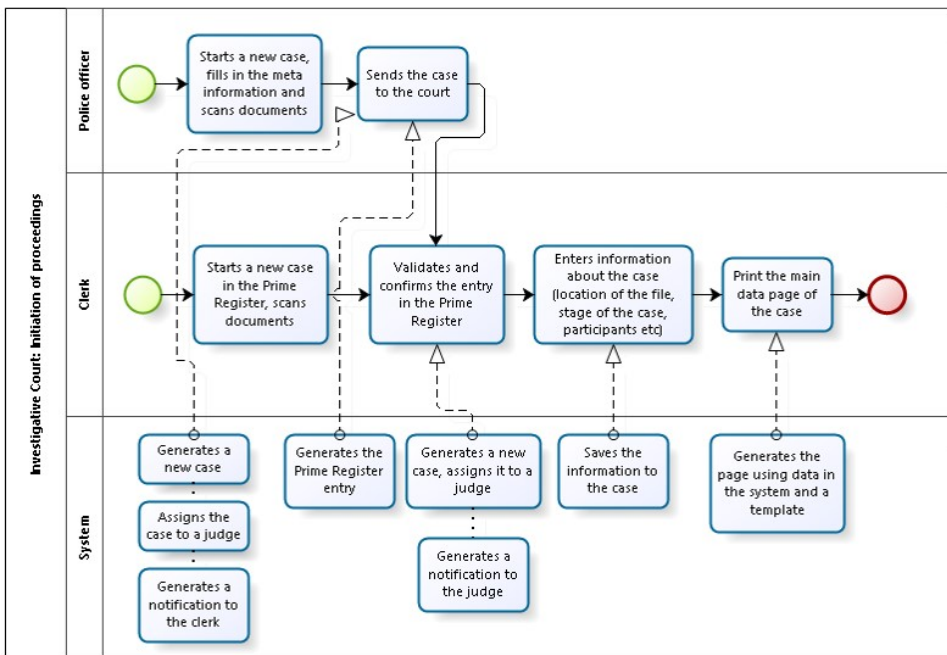 Investigative Court: Initiation of proceedings
Police officer
Starts a new case,
fills in the meta
information and
scans documents
Sends the case
to the court
Clerk
Starts a new case
in the Prime
Register, scans
documents
Validates and
confirms the entry
in the Prime
Register
Enters information
about the case
(location of the file,
stage of the case,
participants etc)
Print the main
data page of
the case
System
Generates a
new case
Assigns the
case to a judge
Generates a
notification to
the clerk
Generates the
Prime Register
entry
Generates a new
case, assigns it to a
judge
Generates a
notification to
the judge
Saves the
information to
the case
Generates the
page using data in
the system and a
template